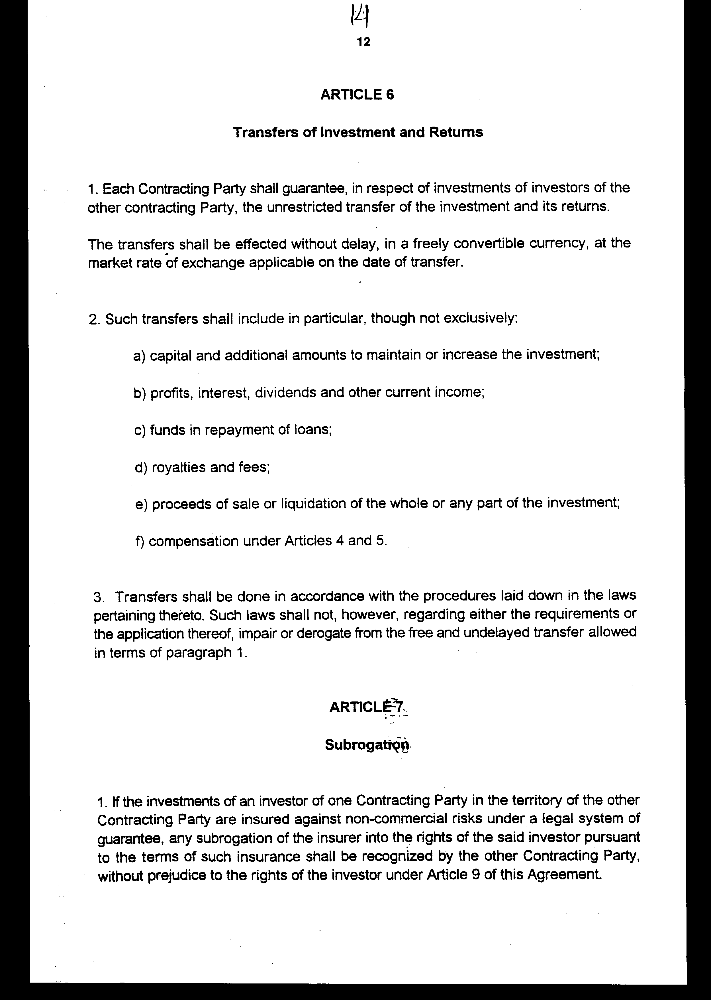 14
12
ARTICLE 6
Transfers of Investment and Returns
1. Each Contracting Party shall guarantee, in respect of investments of investors of the
other contracting Party, the unrestricted transfer of the investment and its returns.
The transfers shall be effected without delay, in a freely convertible currency, at the
market rate of exchange applicable on the date of transfer.
2. Such transfers shall include in particular, though not exclusively:
a) capital and additional amounts to maintain or increase the investment;
b) profits, interest, dividends and other current income;
c) funds in repayment of loans;
d) royalties and fees;
e) proceeds of sale or liquidation of the whole or any part of the investment;
f) compensation under Articles 4 and 5.
3. Transfers shall be done in accordance with the procedures laid down in the laws
pertaining thereto. Such laws shall not, however, regarding either the requirements or
the application thereof, impair or derogate from the free and undelayed transfer allowed
in terms of paragraph 1.
ARTICLE 7
Subrogation
1. If the investments of an investor of one Contracting Party in the territory of the other
Contracting Party are insured against non-commercial risks under a legal system of
guarantee, any subrogation of the insurer into the rights of the said investor pursuant
to the terms of such insurance shall be recognized by the other Contracting Party,
without prejudice to the rights of the investor under Article 9 of this Agreement.